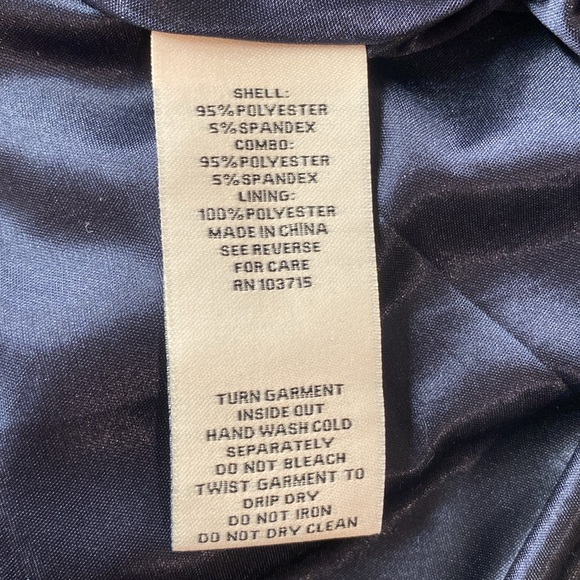 SHELL:
95%POLYESTER
5%SPANDEX
COMBO:
95%POLYESTER
5%SPANDEX
LINING:
100%POLYESTER
MADE IN CHINA
SEE REVERSE
FOR CARE
RN 103715
TURN GARMENT
INSIDE OUT
HAND WASH COLD
SEPARATELY
DO NOT BLEACH
TWIST GARMENT TO
DRIP DRY
DO NOT IRON
DO NOT DRY CLEAN